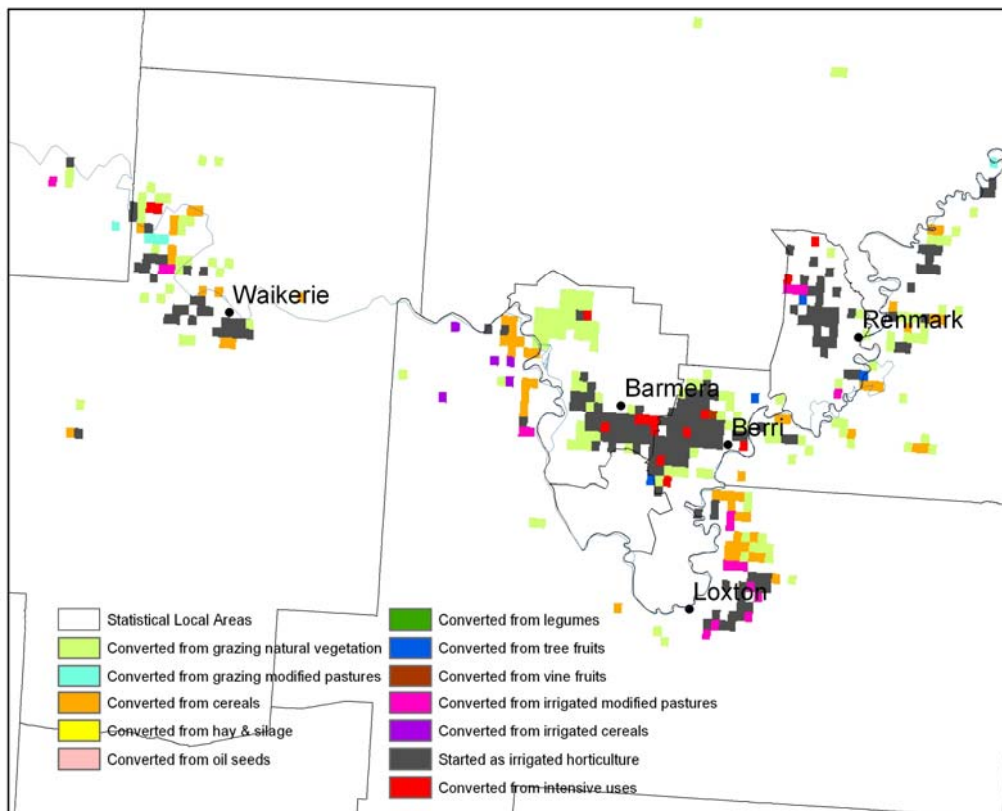 Waikerie
Renmark
Barmera
Berri
Loxton
Statistical Local Areas
Converted from grazing natural vegetation
Converted from grazing modified pastures
Converted from cereals
Converted from hay & silage
Converted from oil seeds
Converted from legumes
Converted from tree fruits
Converted from vine fruits
Converted from irrigated modified pastures
Converted from irrigated cereals
Started as irrigated horticulture
Converted from intensive uses